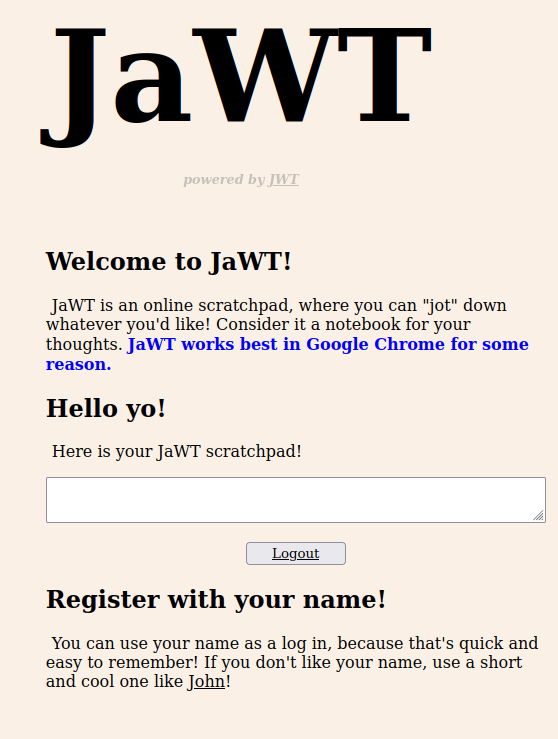 JaWT
powered by JWT
Welcome to JaWT!
JaWT is an online scratchpad, where you can "jot" down
whatever you'd like! Consider it a notebook for your
thoughts. JaWT works best in Google Chrome for some
reason.
Hello yo!
Here is your JaWT scratchpad!
Logout
Register with your name!
You can use your name as a log in, because that's quick and
easy to remember! If you don't like your name, use a short
and cool one like John!